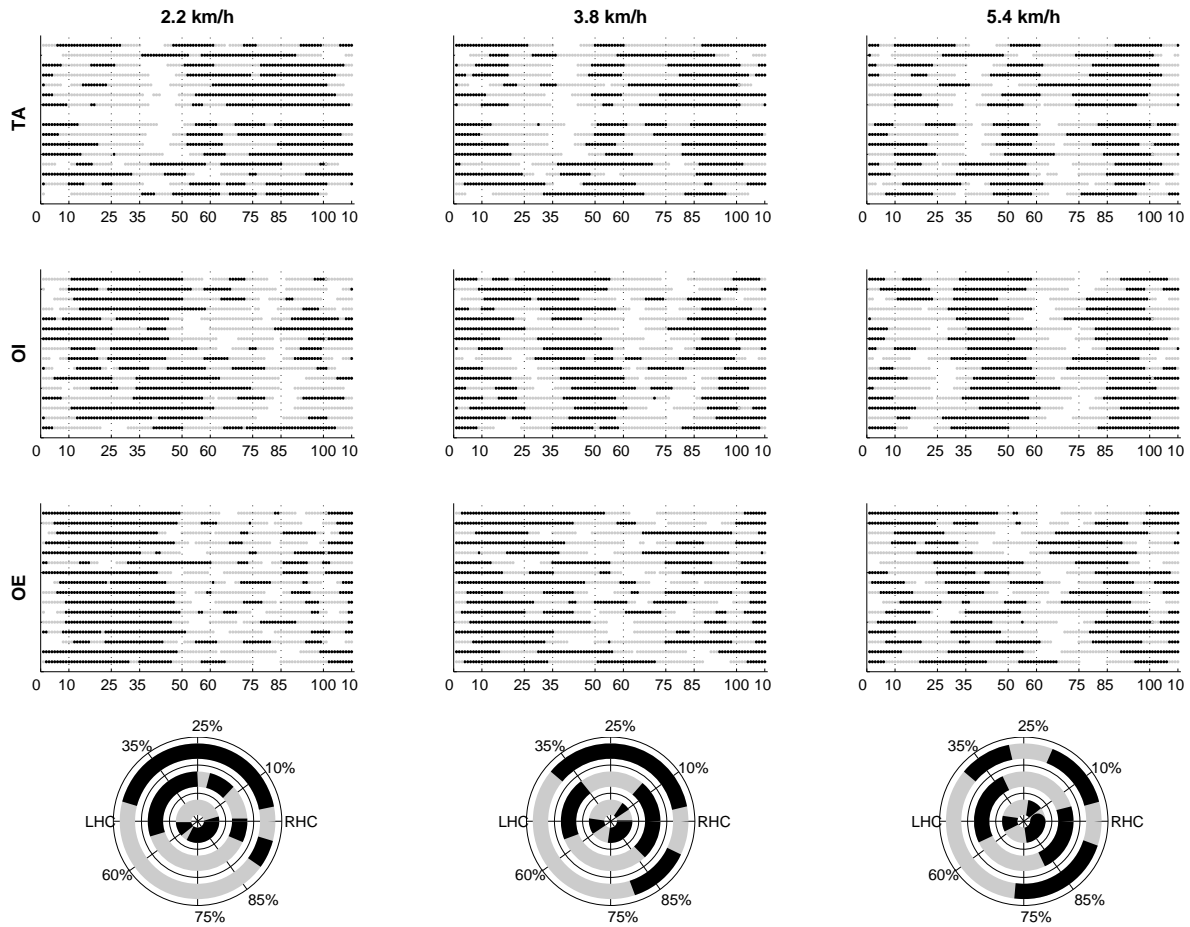 2.2 km/h 3.8 km/h 5.4 km/h
TA
0 10 25 35 50 60 75 85 100 10
0 10 25 35 50 60 75 85 100 10
0 10 25 35 50 60 75 85 100 10
OI
0 10 25 35 50 60 75 85 100 10
0 10 25 35 50 60 75 85 100 10
0 10 25 35 50 60 75 85 100 10
OE
0 10 25 35 50 60 75 85 100 10
0 10 25 35 50 60 75 85 100 10
0 10 25 35 50 60 75 85 100 10
25% 25% 25%
35% 10% 35% 10% 35% 10%
LHC RHC LHC RHC LHC RHC
60% 85% 60% 85% 60% 85%
75% 75% 75%